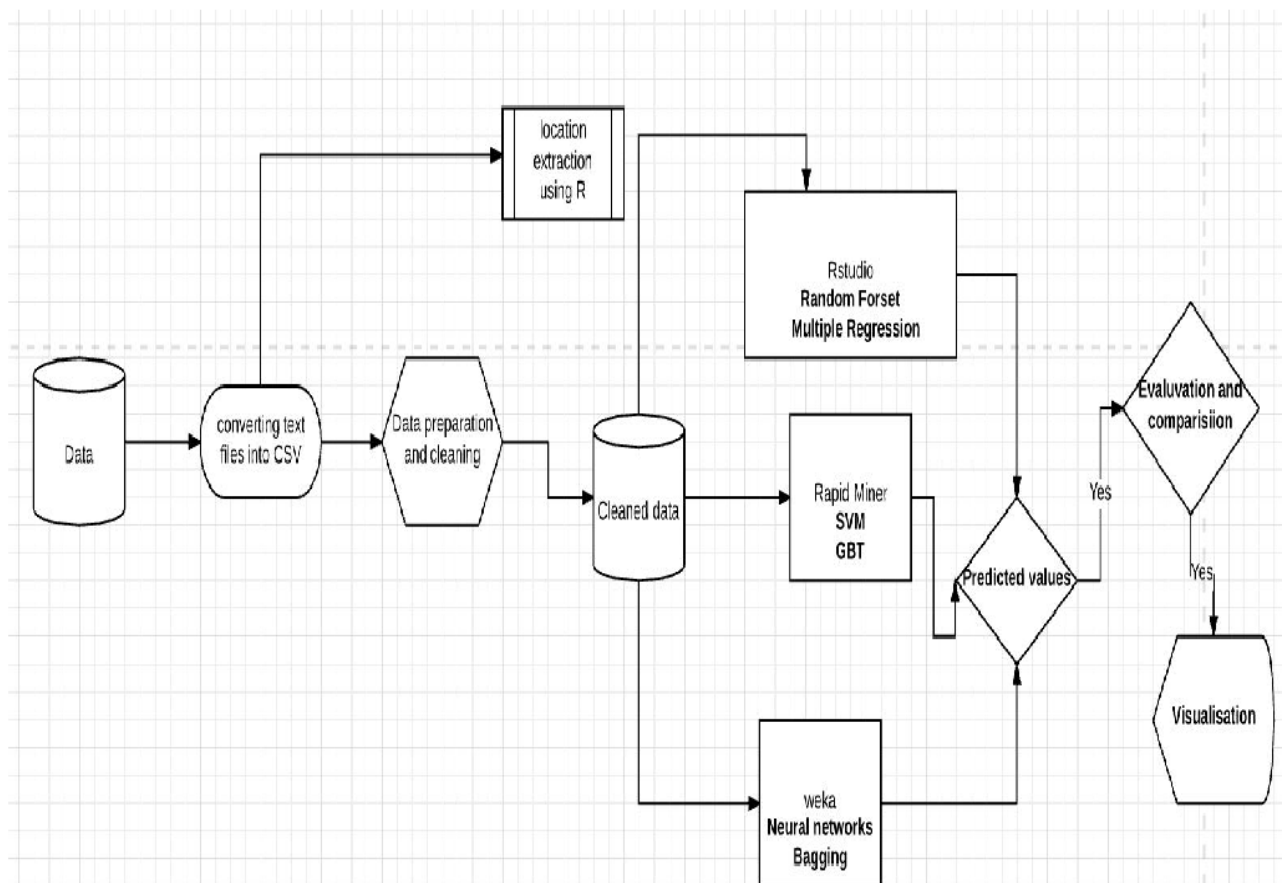 location
extraction
using R
Rstudio
Random Forset
Multiple Regression
Evaluvation and
comparisiion
Data
converting text
files into CSV
Data preparation
and cleaning
Cleaned data
Rapid Miner
SVM
GBT
Predicted values
Yes
Yes
Visualisation
weka
Neural networks
Bagging